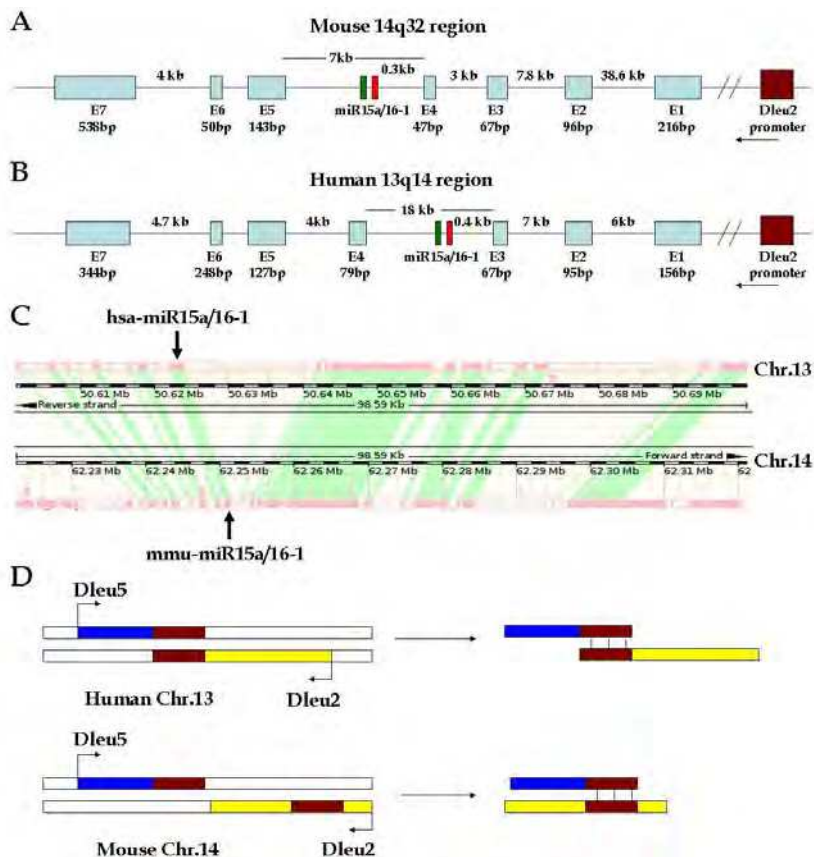 A
Mouse 14q32 region
7kb
4 kb 0.3kb 3 kb 7.8 kb 38.6 kb
E7 E6 E5 miR15a/16-1 E4 E3 E2 E1 Dleu2
538bp 50bp 143bp 47bp 67bp 96bp 216bp promoter
B
Human 13q14 region
18 kb
4.7 kb 4kb 0.4 kb 7 kb 6kb
E7 E6 E5 E4 miR15a/16-1 E3 E2 E1 Dleu2
344bp 248bp 127bp 79bp 67bp 95bp 156bp promoter
C
hsa-miR15a/16-1
Chr.13
50.61 Mb 50.62 Mb 50.63 Mb 50.64 Mb 50.65 Mb 50.66 Mb 50.67 Mb 50.68 Mb 50.69 Mb
Reverse strand 98.59 Kb
98.59 Kb Forward strand
Chr.14
62.23 Mb 62.24 Mb 62.25 Mb 62.26 Mb 62.27 Mb 62.28 Mb 62.29 Mb 62.30 Mb 62.31 Mb 62
mmu-miR15a/16-1
D
Dleu5
Dleu2
Human Chr.13
Dleu5
Dleu2
Mouse Chr.14